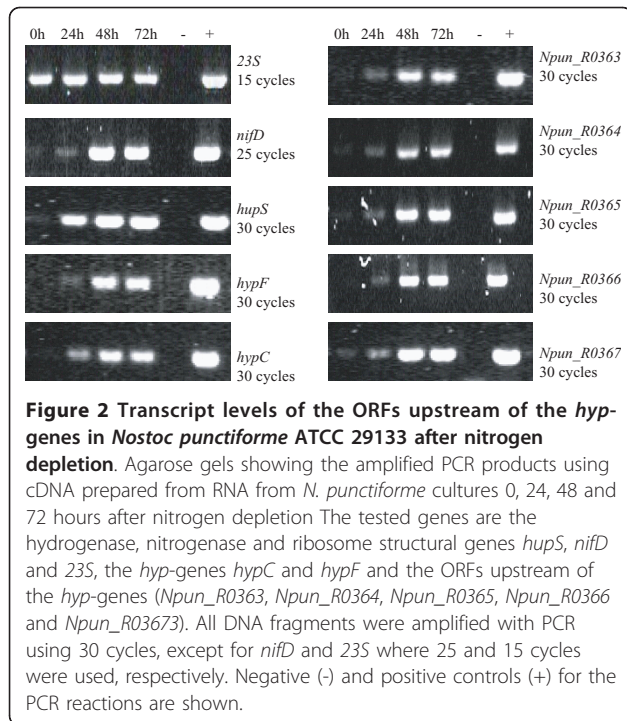 0h 24h 48h 72h - +
23S
15 cycles
nifD
25 cycles
hupS
30 cycles
hypF
30 cycles
hypC
30 cycles
0h 24h 48h 72h - +
Npun_R0363
30 cycles
Npun_R0364
30 cycles
Npun_R0365
30 cycles
Npun_R0366
30 cycles
Npun_R0367
30 cycles
Figure 2 Transcript levels of the ORFs upstream of the hyp-
genes in Nostoc punctiforme ATCC 29133 after nitrogen
depletion. Agarose gels showing the amplified PCR products using
cDNA prepared from RNA from N. punctiforme cultures 0, 24, 48 and
72 hours after nitrogen depletion The tested genes are the
hydrogenase, nitrogenase and ribosome structural genes hupS, nifD
and 23S, the hyp-genes hypC and hypF and the ORFs upstream of
the hyp-genes (Npun_R0363, Npun_R0364, Npun_R0365, Npun_R0366
and Npun_R03673). All DNA fragments were amplified with PCR
using 30 cycles, except for nifD and 23S where 25 and 15 cycles
were used, respectively. Negative (-) and positive controls (+) for the
PCR reactions are shown.